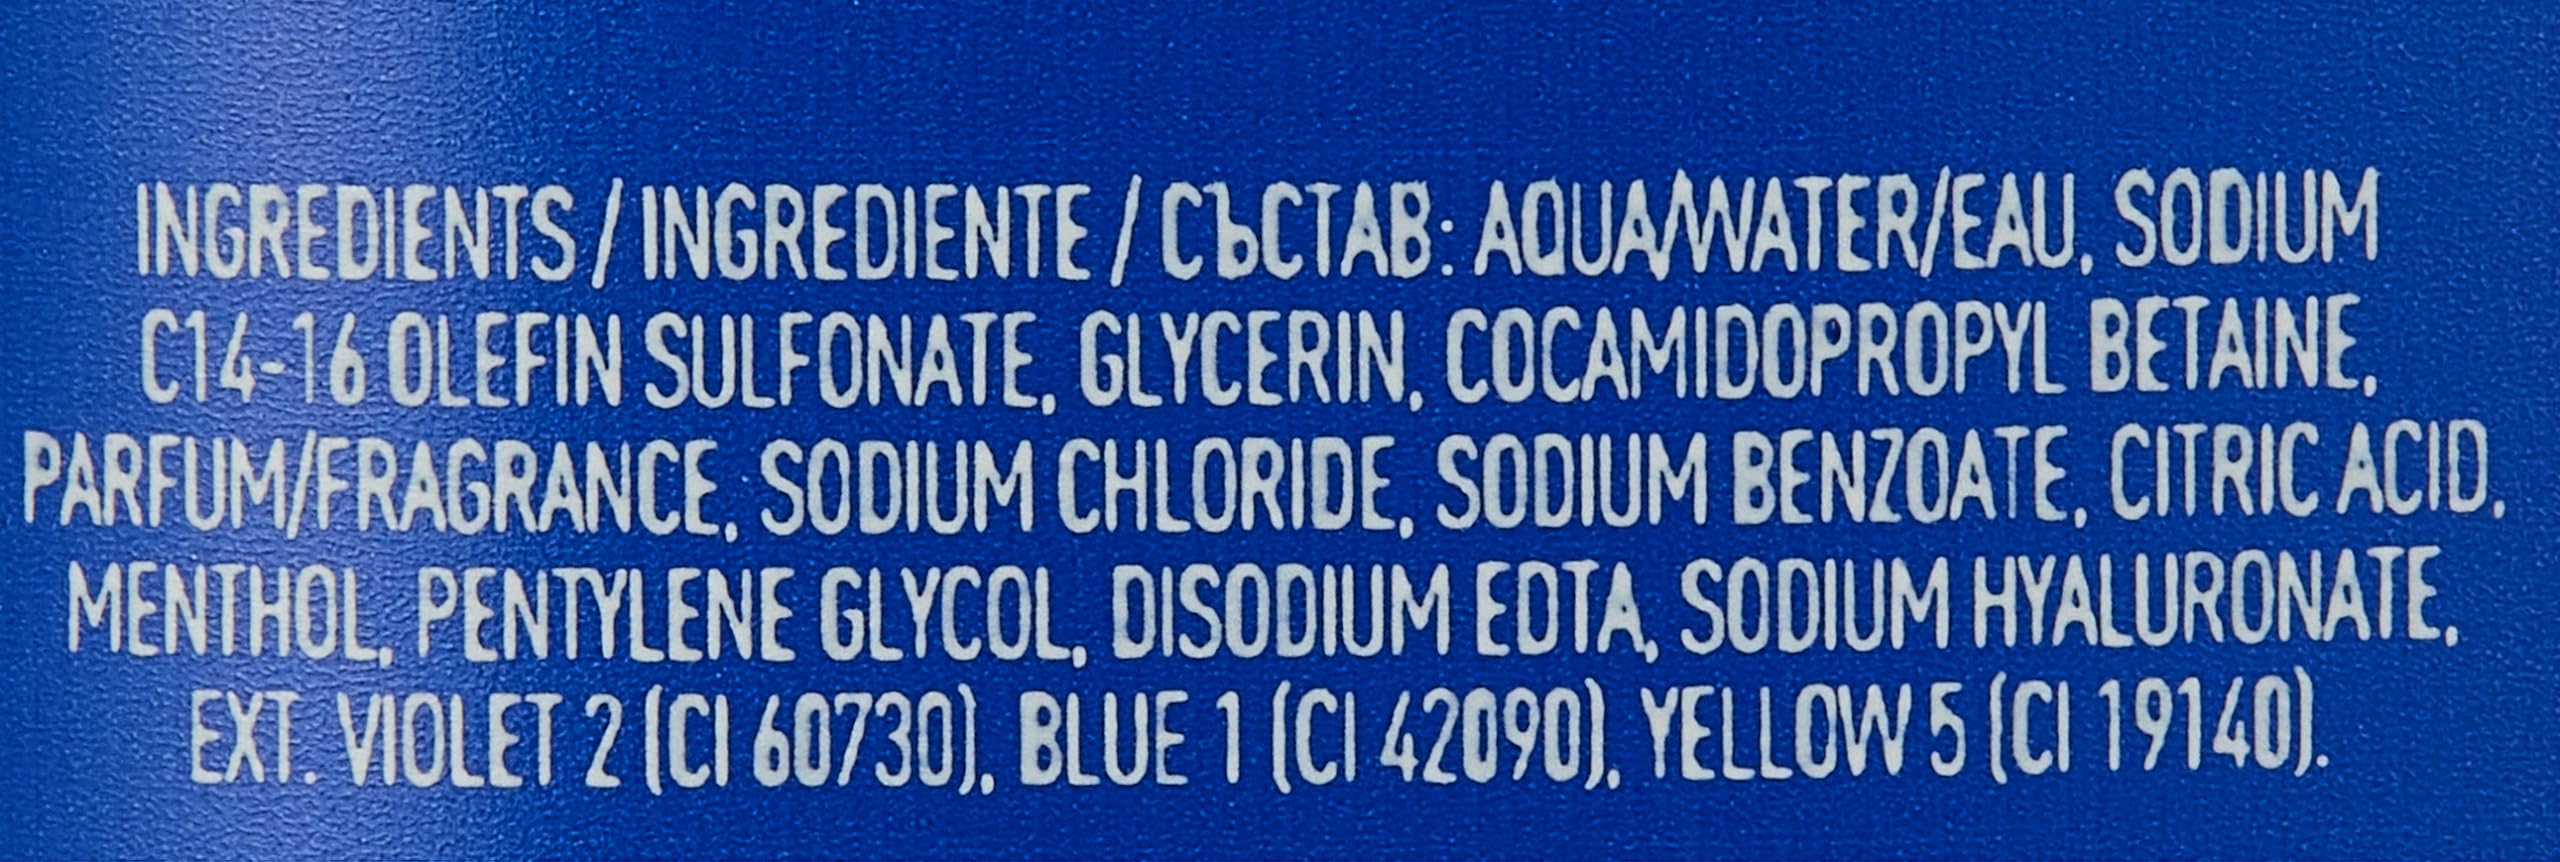 INGREDIENTS / INGREDIENTE / СЪСТАВ: AQUA/WATER/EAU, SODIUM
C14-16 OLEFIN SULFONATE, GLYCERIN, COCAMIDOPROPYL BETAINE,
PARFUM/FRAGRANCE, SODIUM CHLORIDE, SODIUM BENZOATE, CITRIC ACID,
MENTHOL, PENTYLENE GLYCOL, DISODIUM EDTA, SODIUM HYALURONATE,
EXT. VIOLET 2 (CI 60730), BLUE 1 (CI 42090), YELLOW 5 (CI 19140).